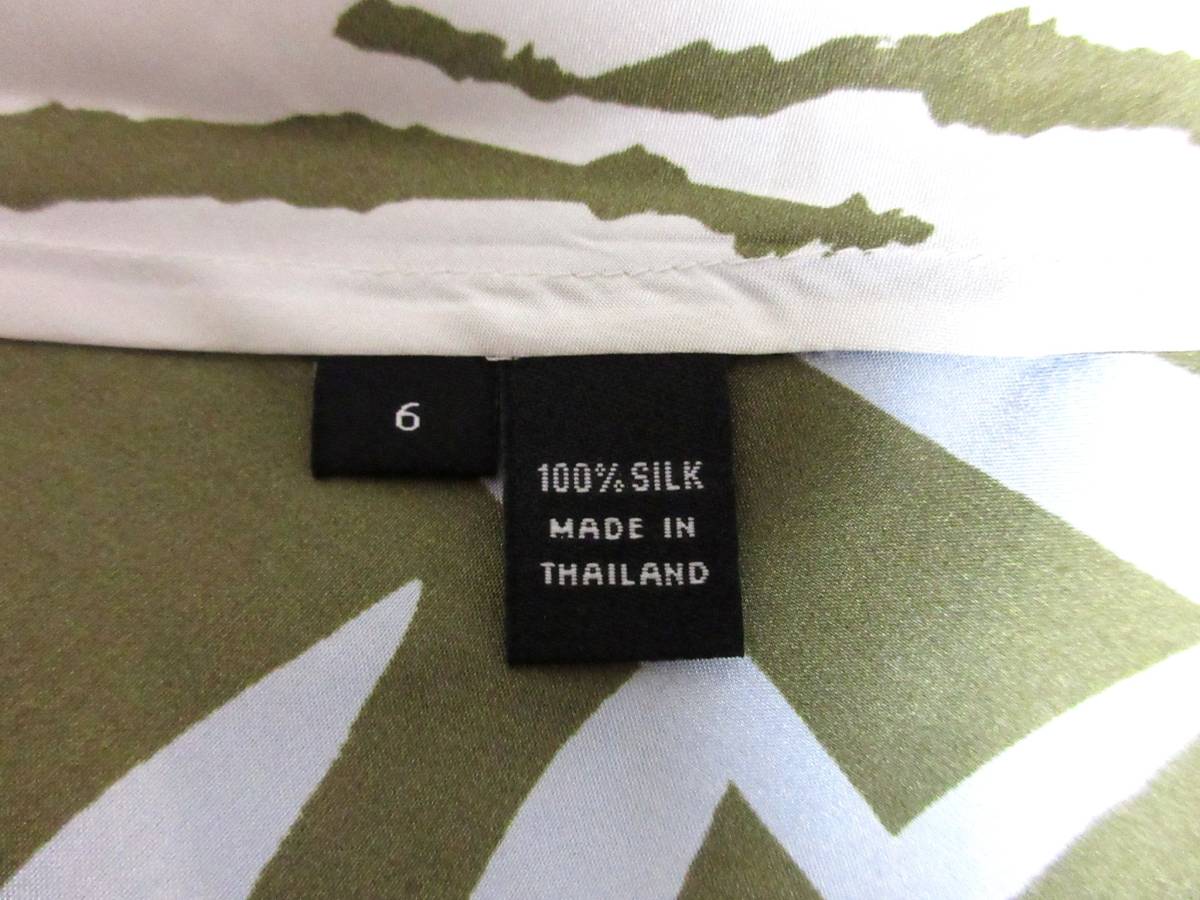 6
100% SILK
MADE IN
THAILAND